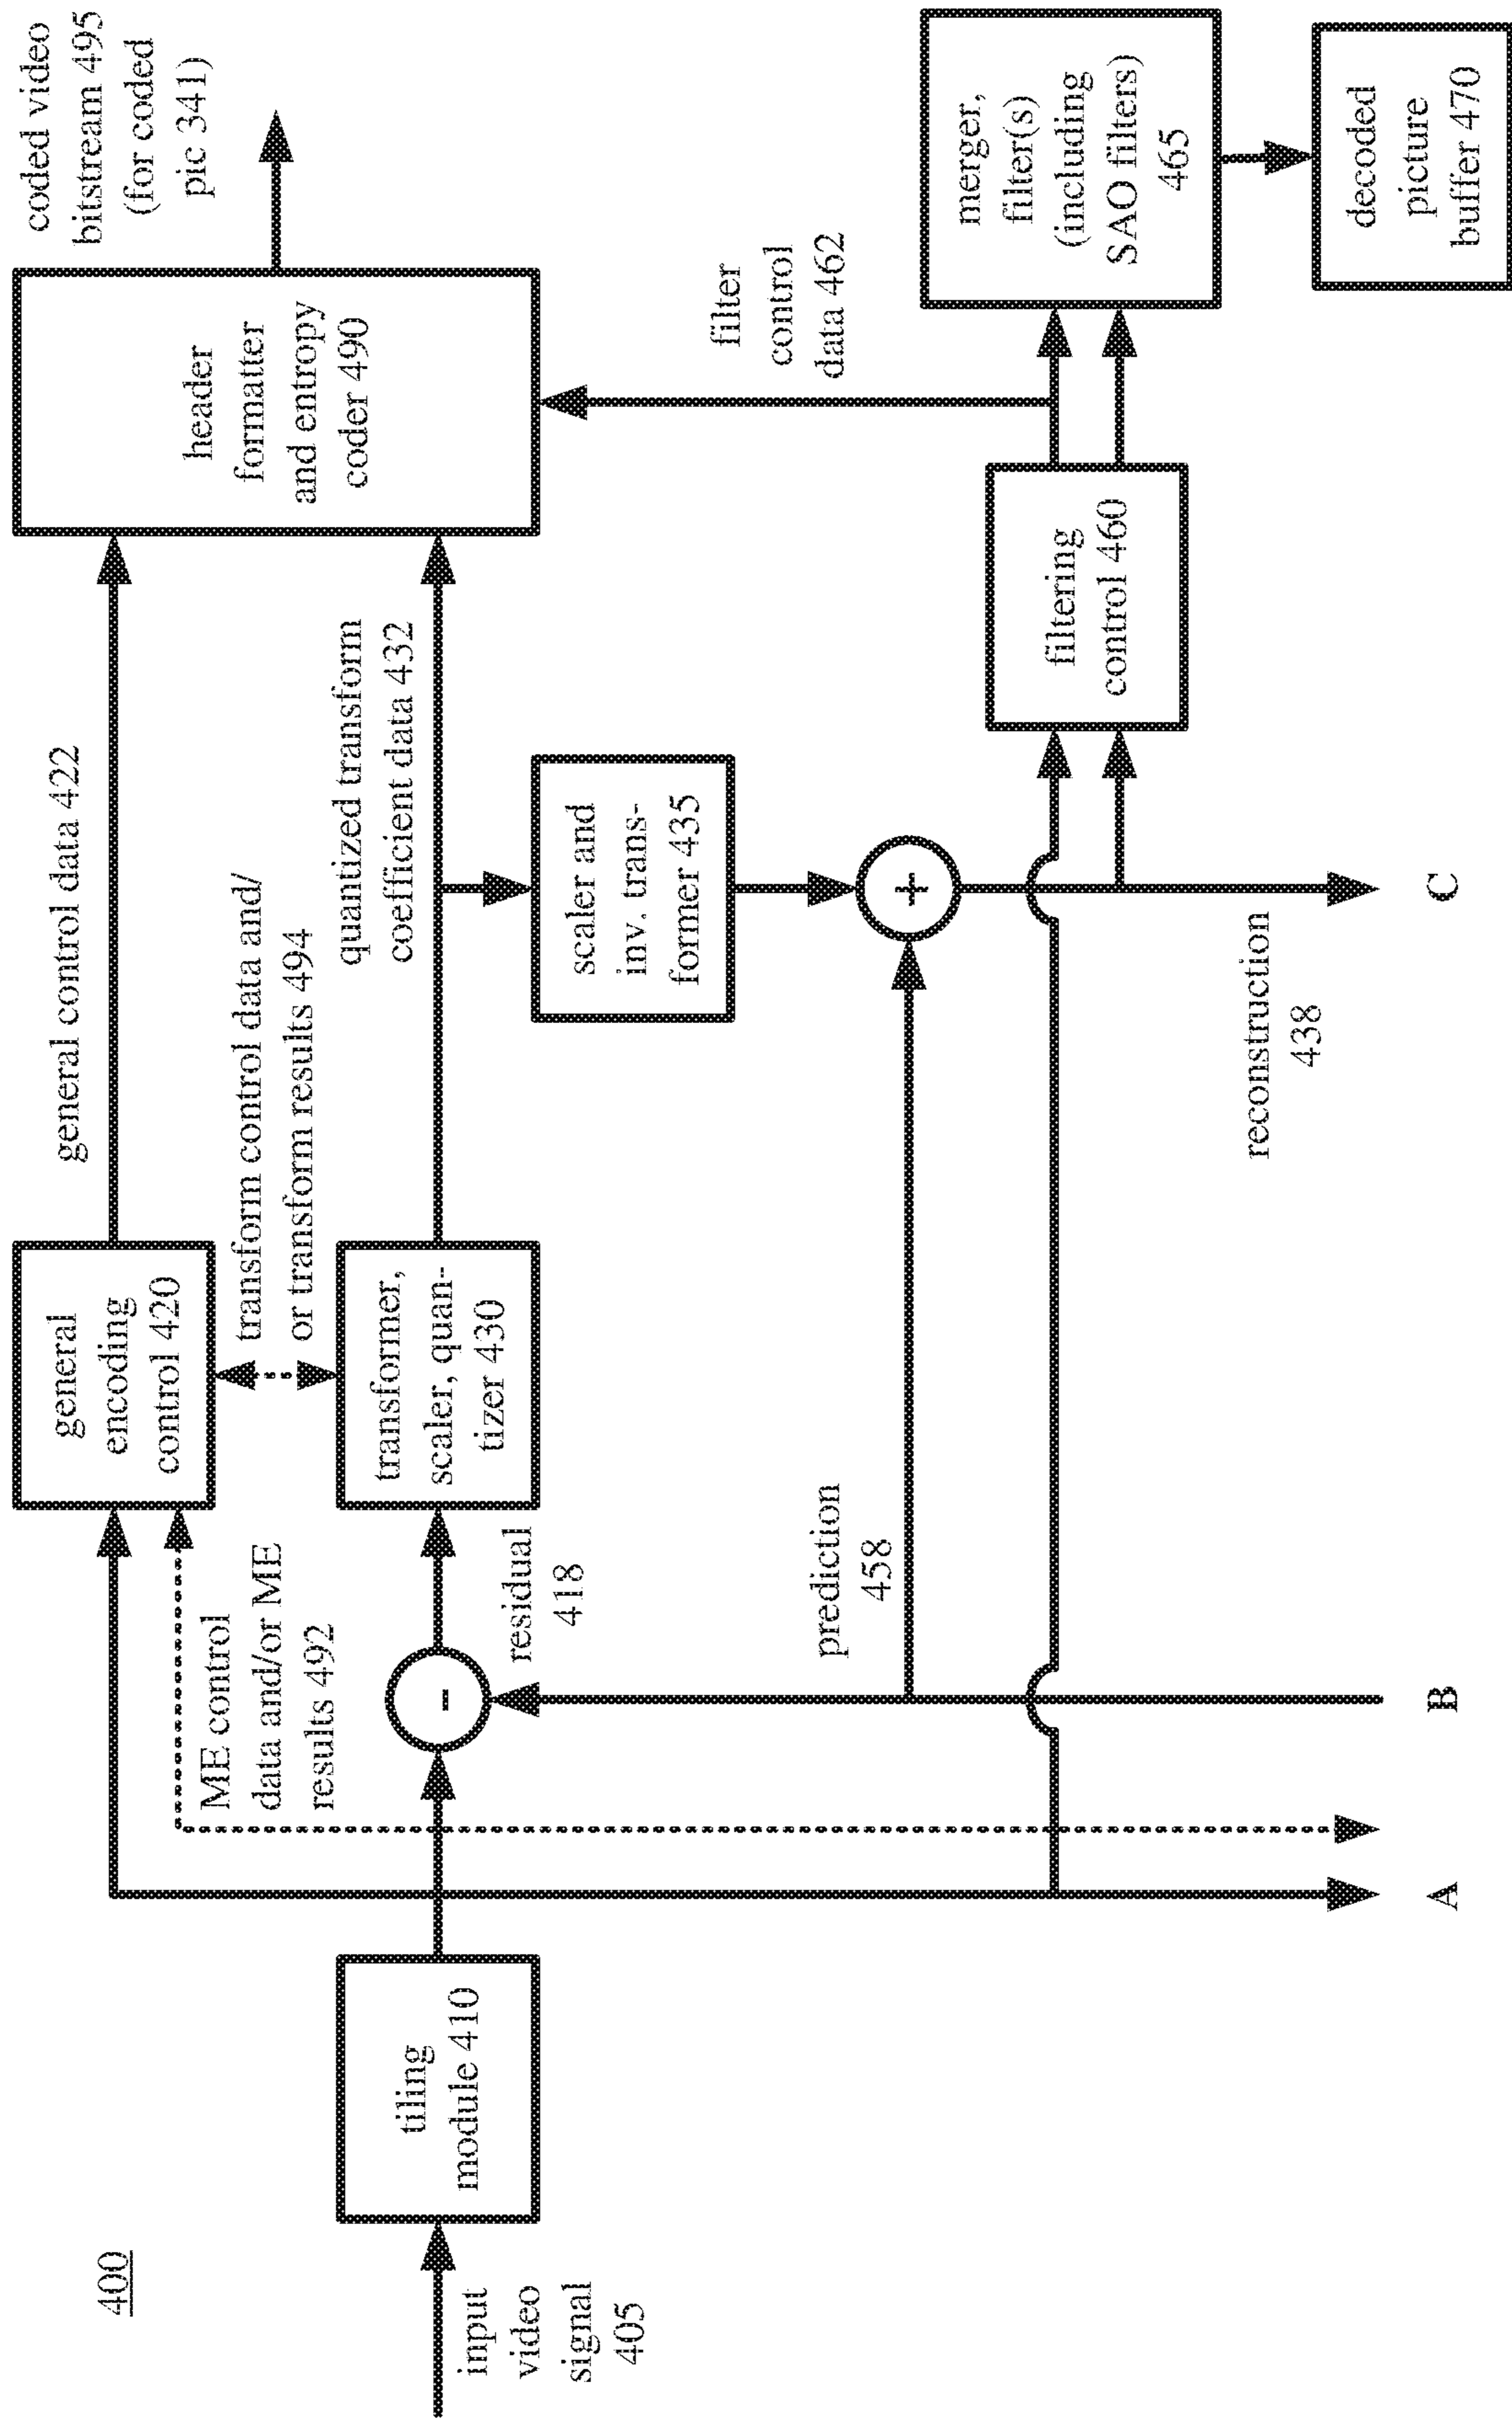 400
input
video
signal
405
tiling
module 410
general
encoding
control 420
general control data 422
header
formatter
and entropy
coder 490
coded video
bitstream 495
(for coded
pic 341)
ME control
data and/or ME
results 492
transform control data and/
or transform results 494
-
residual
418
transformer,
scaler, quan-
tizer 430
quantized transform
coefficient data 432
scaler and
inv. trans-
former 435
prediction
458
+
filter
control
data 462
filtering
control 460
merger,
filter(s)
(including
SAO filters)
465
decoded
picture
buffer 470
reconstruction
438
A
B
C